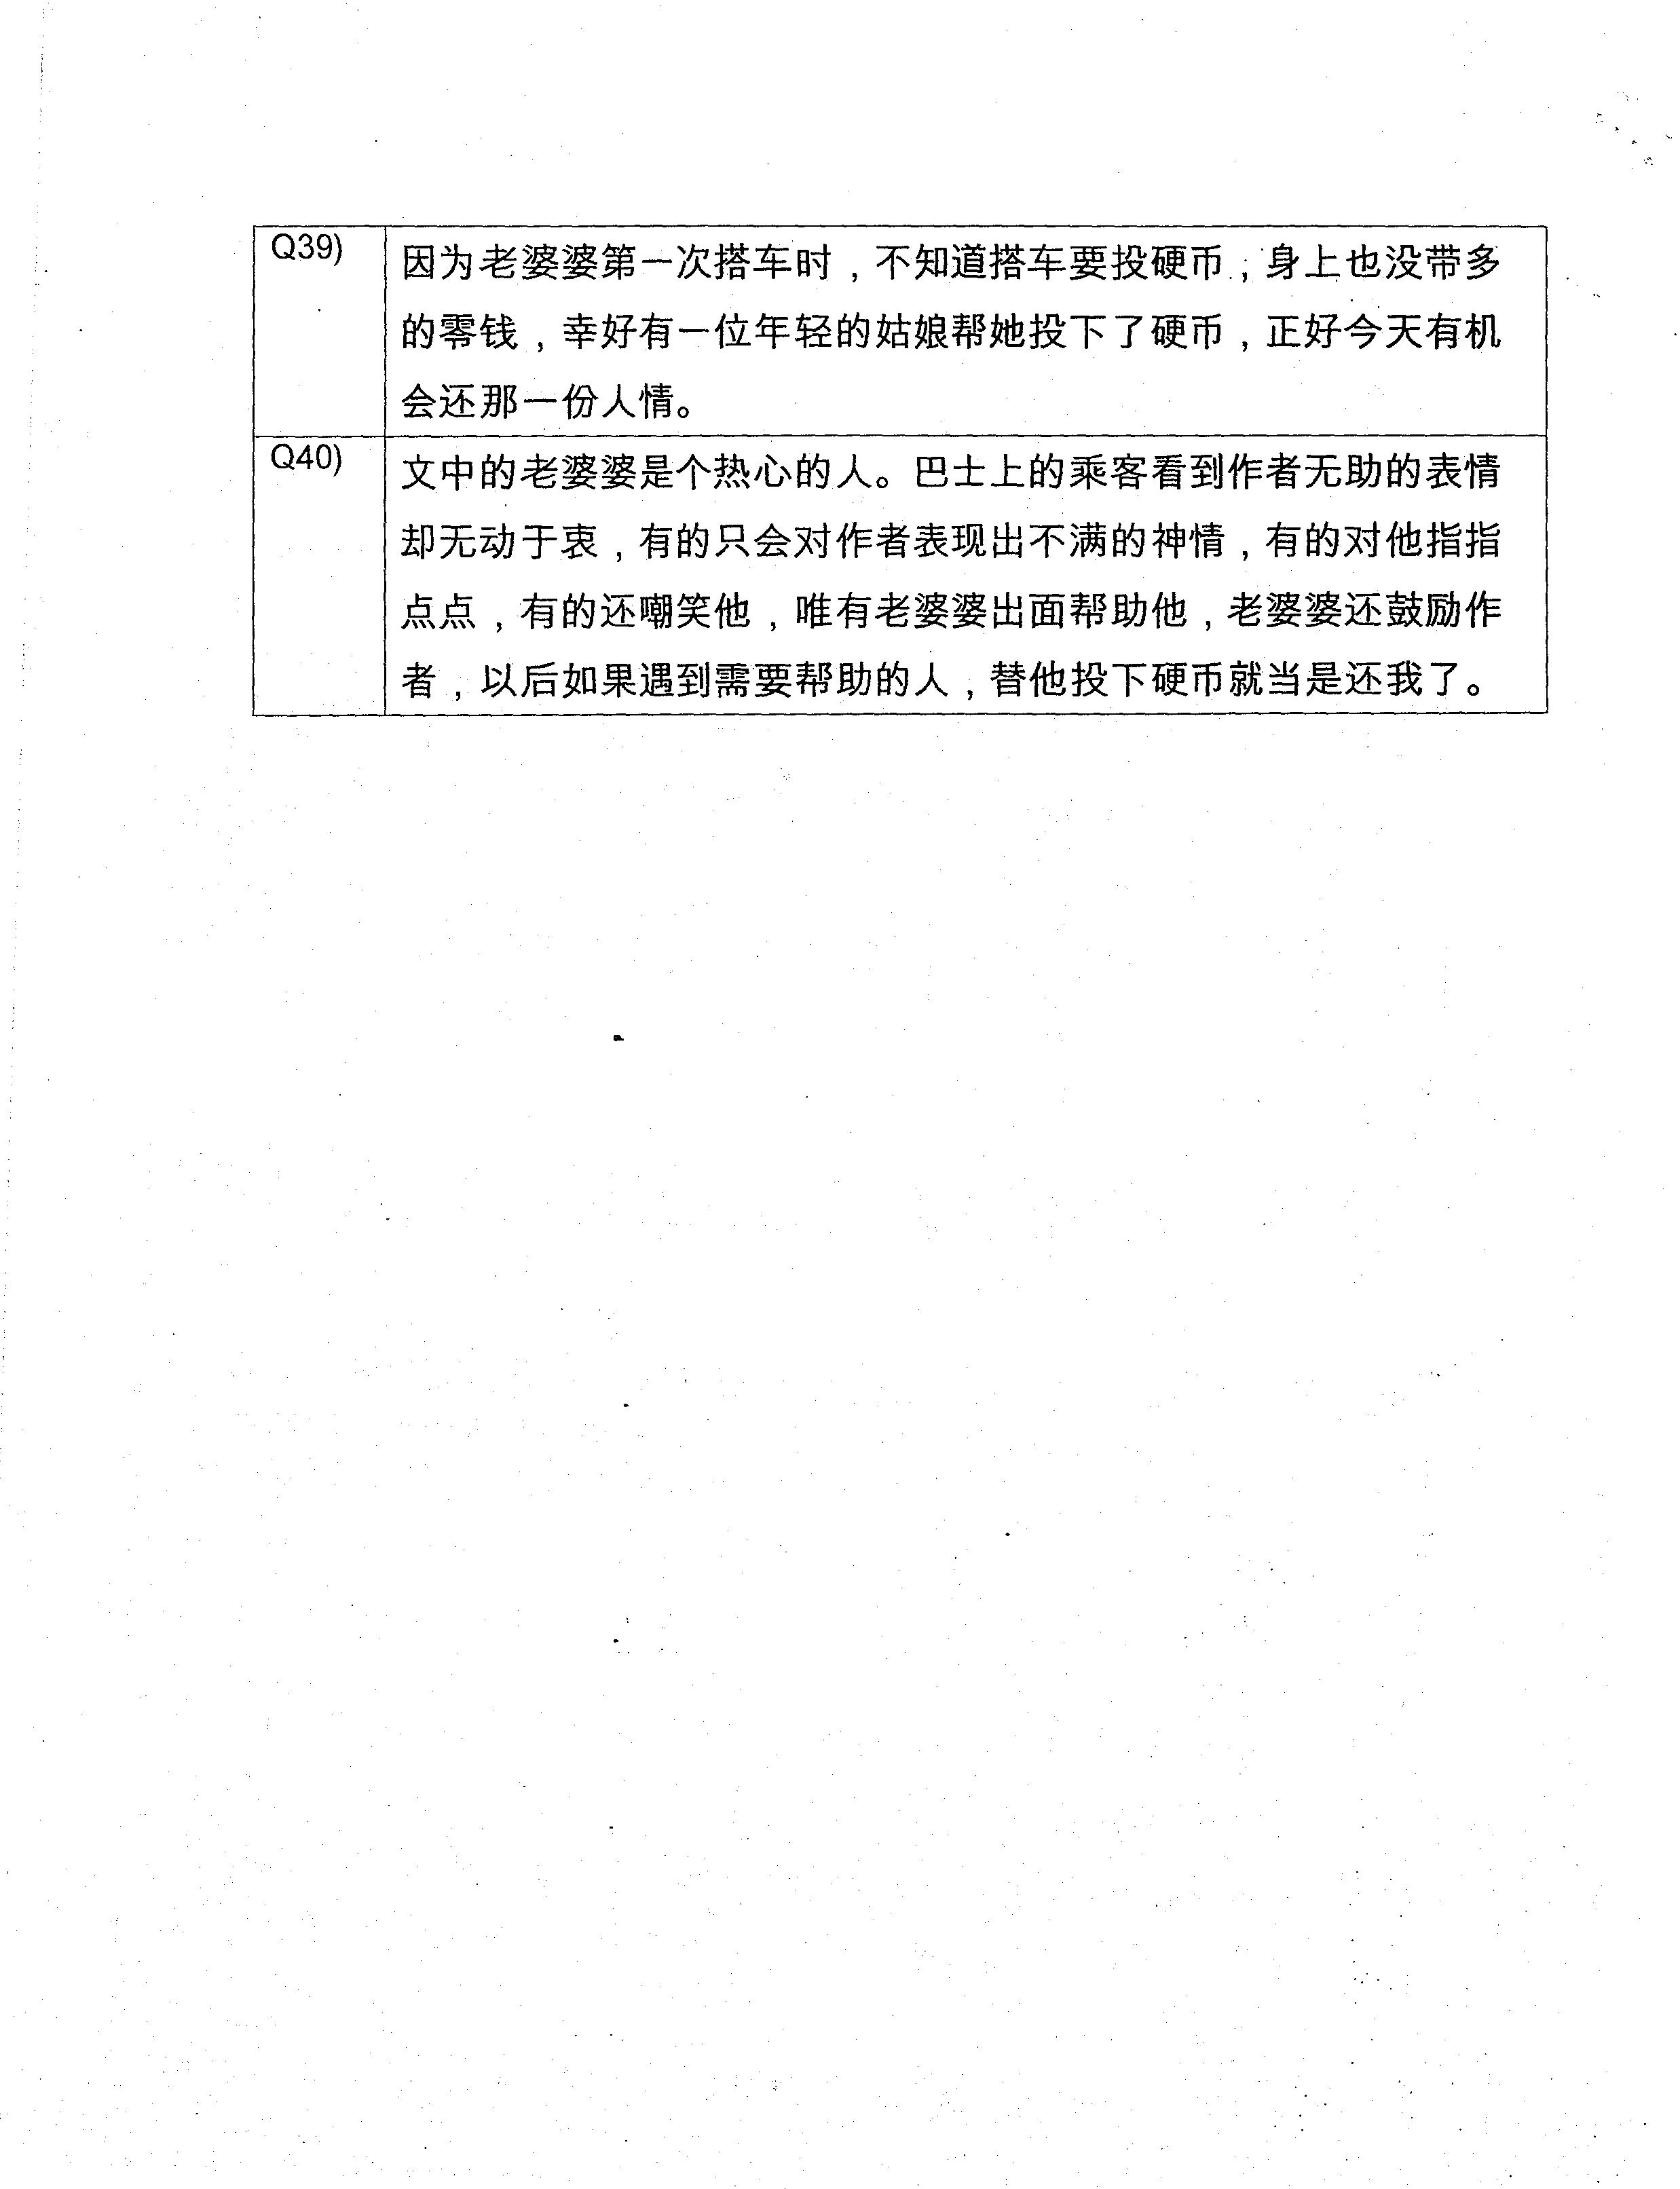 Q39) 因为老婆婆第一次搭车时，不知道搭车要投硬币，身上也没带多
的零钱，幸好有一位年轻的姑娘帮她投下了硬币，正好今天有机
会还那一份人情。
Q40) 文中的老婆婆是个热心的人。巴士上的乘客看到作者无助的表情
却无动于衷，有的只会对作者表现出不满的神情，有的对他指指
点点，有的还嘲笑他，唯有老婆婆出面帮助他，老婆婆还鼓励作
者，以后如果遇到需要帮助的人，替他投下硬币就当是还我了。